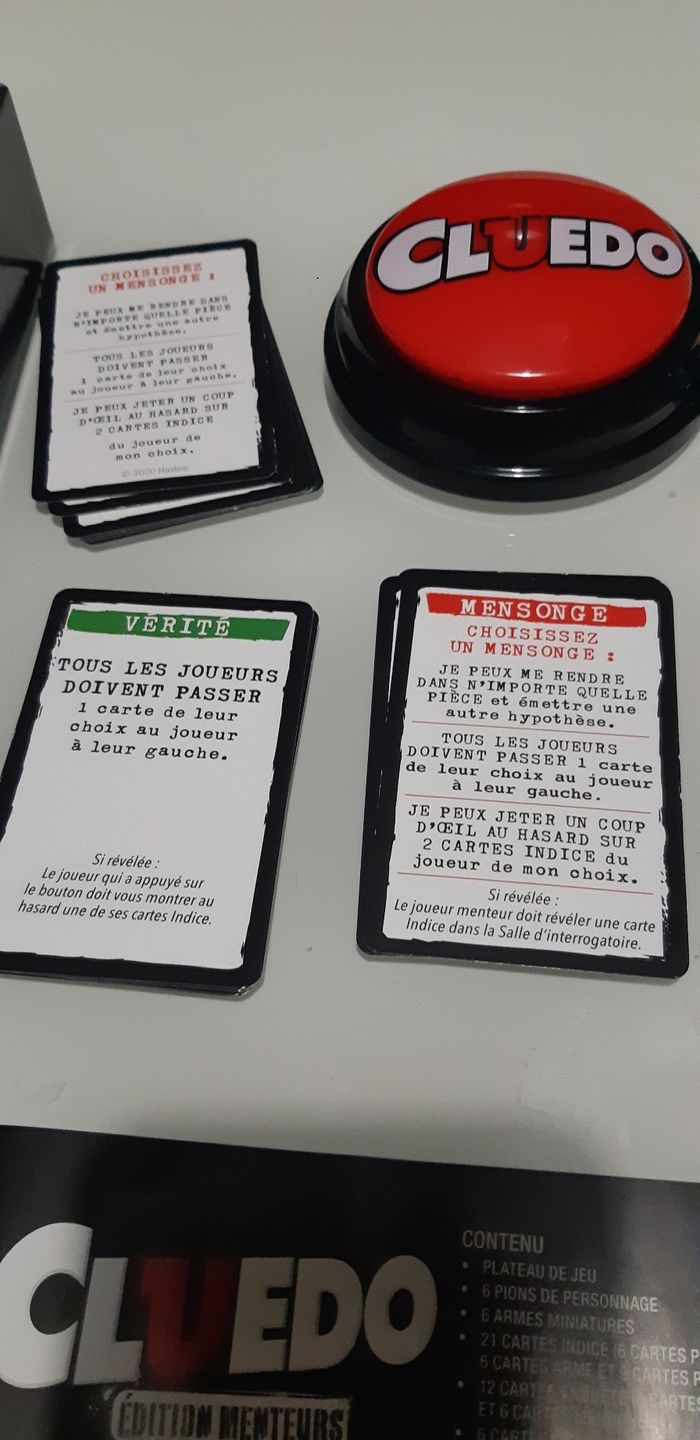 CHOISISSEZ
UN MENSONGE :
JE PEUX ME RENDRE DANS
N'IMPORTE QUELLE PIÈCE
et émettre une autre
hypothèse.
TOUS LES JOUEURS
DOIVENT PASSER
1 carte de leur choix
au joueur à leur gauche.
JE PEUX JETER UN COUP
D'ŒIL AU HASARD SUR
2 CARTES INDICE
du joueur de
mon choix.
© 2020 Hasbro
CLUEDO
VÉRITÉ
TOUS LES JOUEURS
DOIVENT PASSER
1 carte de leur
choix au joueur
à leur gauche.
Si révélée :
Le joueur qui a appuyé sur
le bouton doit vous montrer au
hasard une de ses cartes Indice.
MENSONGE
CHOISISSEZ
UN MENSONGE :
JE PEUX ME RENDRE
DANS N'IMPORTE QUELLE
PIÈCE et émettre une
autre hypothèse.
TOUS LES JOUEURS
DOIVENT PASSER 1 carte
de leur choix au joueur
à leur gauche.
JE PEUX JETER UN COUP
D'ŒIL AU HASARD SUR
2 CARTES INDICE du
joueur de mon choix.
Si révélée :
Le joueur menteur doit révéler une carte
Indice dans la Salle d'interrogatoire.
CLUEDO
ÉDITION MENTEURS
CONTENU
• PLATEAU DE JEU
• 6 PIONS DE PERSONNAGE
• 6 ARMES MINIATURES
• 21 CARTES INDICE (6 CARTES P
6 CARTES ARME ET 9 CARTES P
• 12
ET 6
• 6